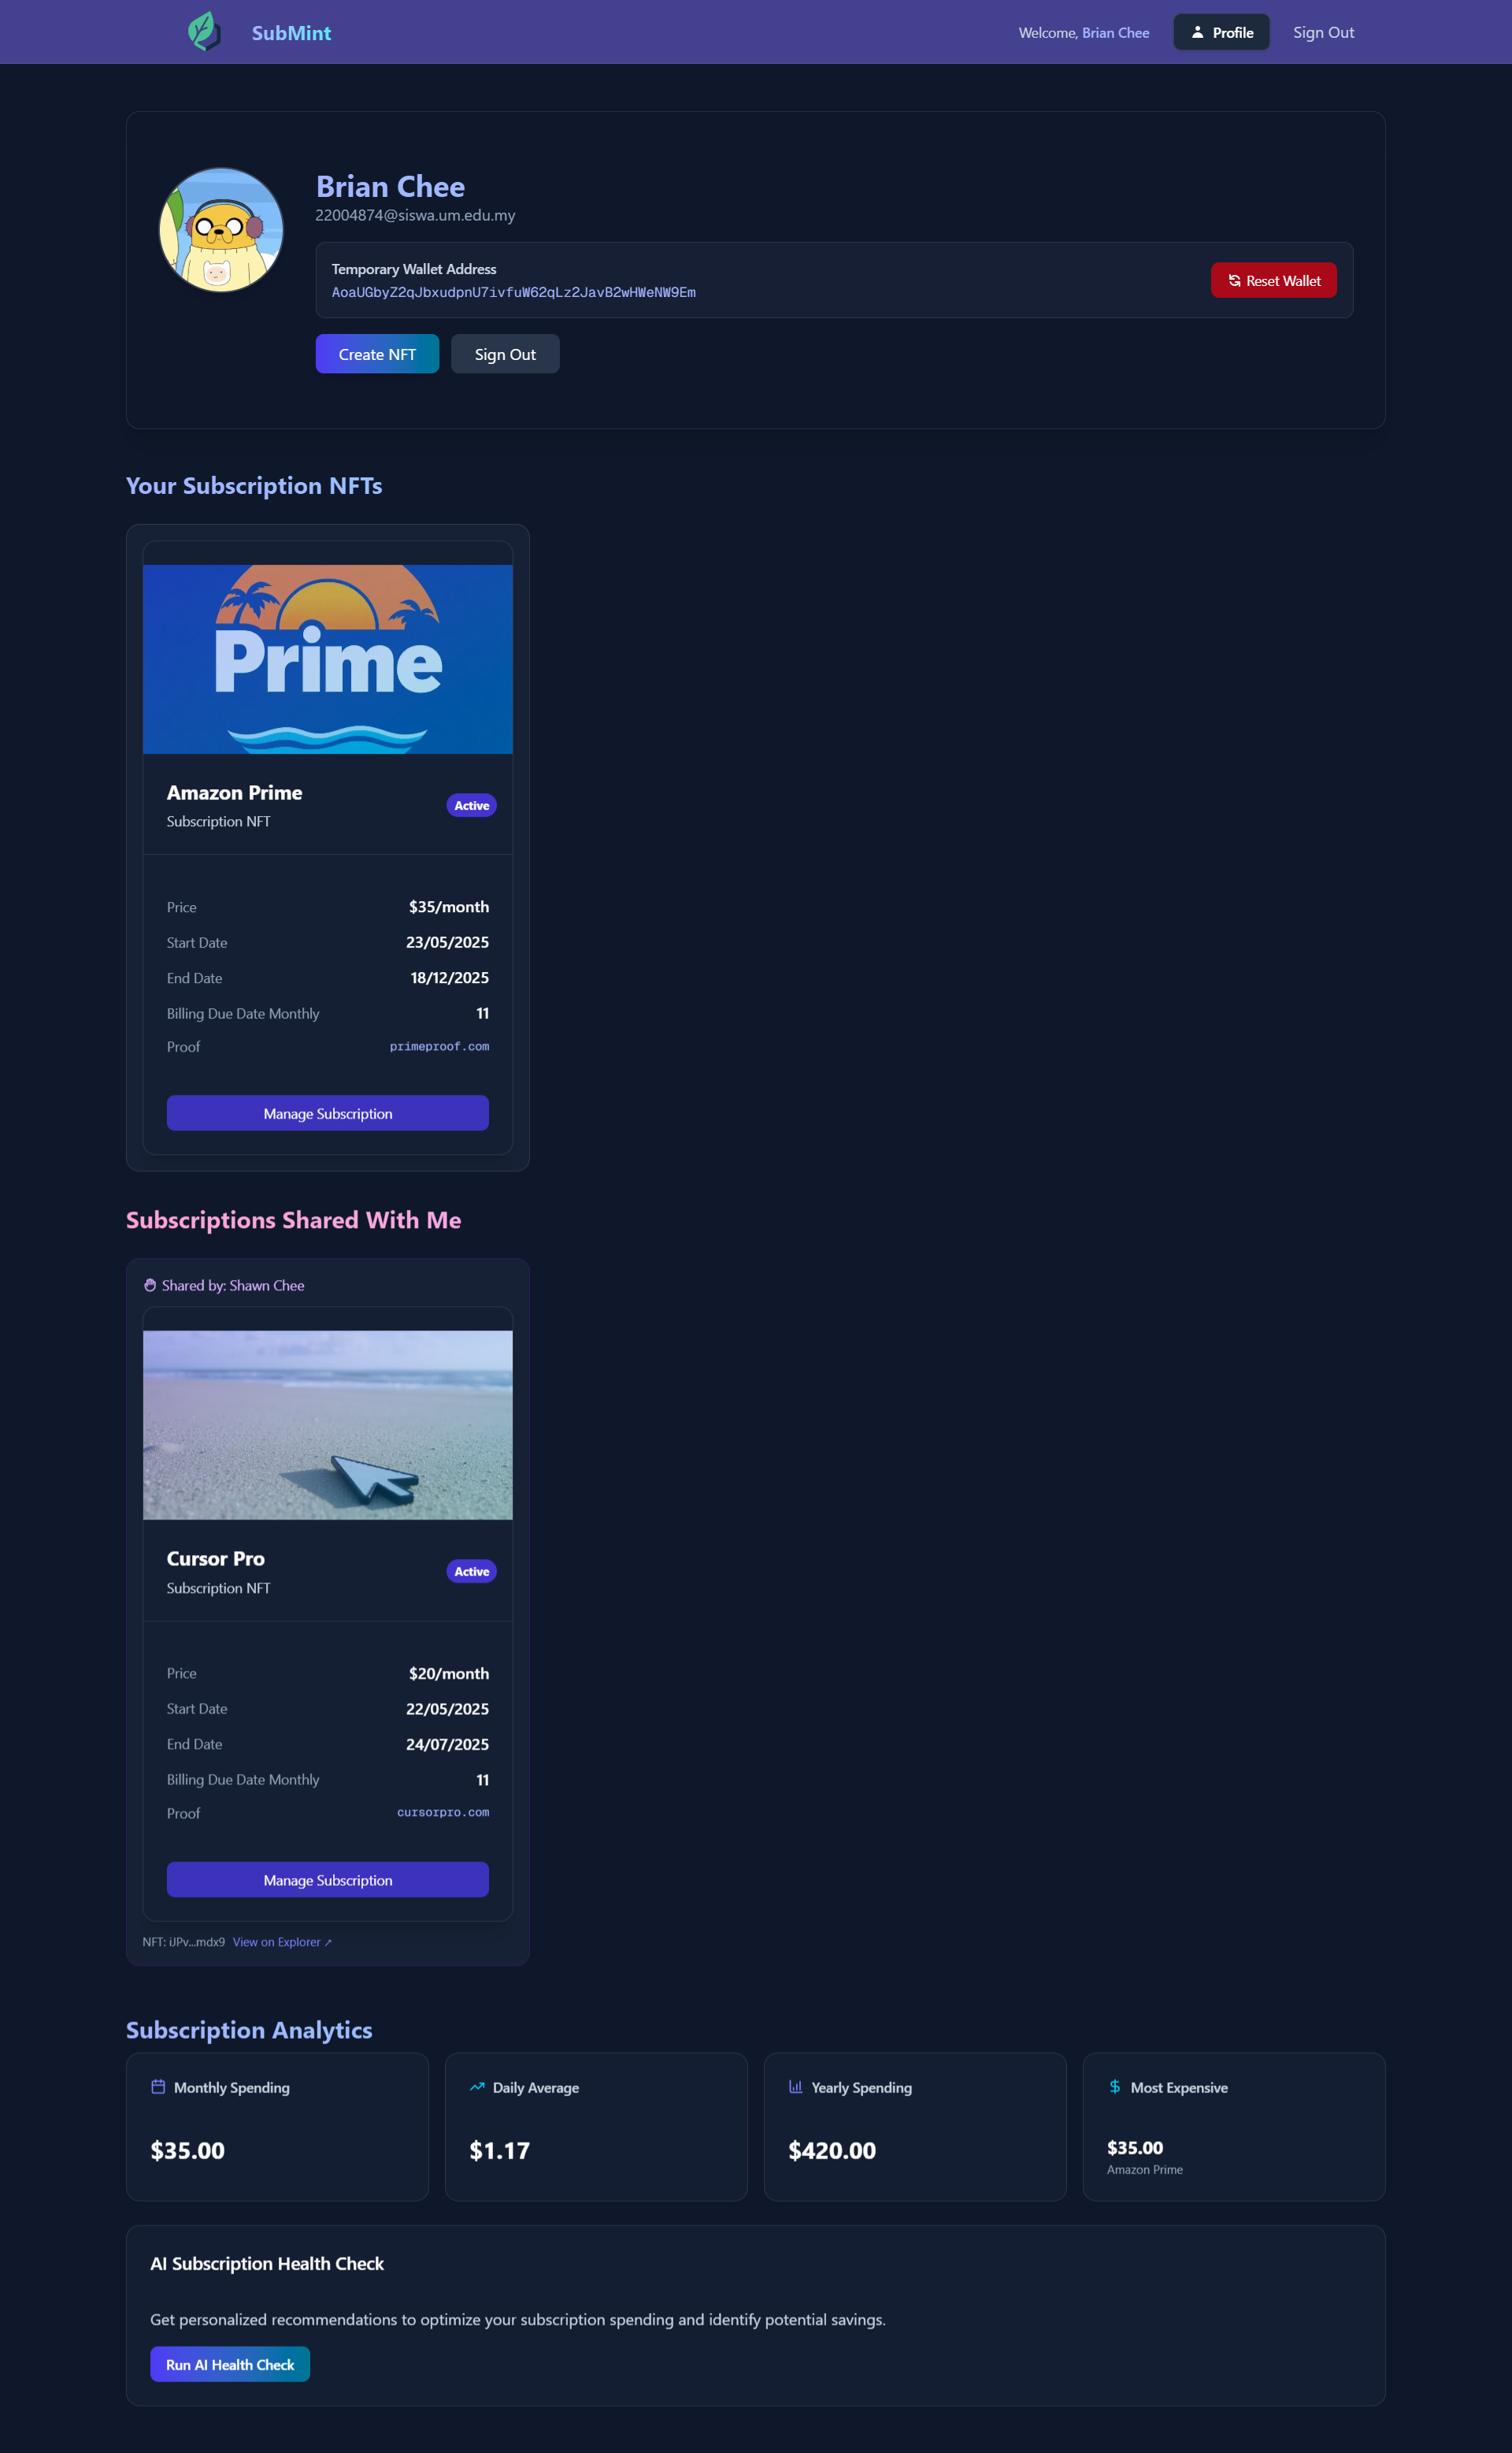 SubMint
Welcome, Brian Chee
Profile
Sign Out
Brian Chee
22004874@siswa.um.edu.my
Temporary Wallet Address
AoaUGbyZ2qJbxudpnU7ivfuW62qLz2JavB2wHWeNW9Em
Reset Wallet
Create NFT
Sign Out
Your Subscription NFTs
Prime
Amazon Prime
Subscription NFT
Active
Price $35/month
Start Date 23/05/2025
End Date 18/12/2025
Billing Due Date Monthly 11
Proof primeproof.com
Manage Subscription
Subscriptions Shared With Me
Shared by: Shawn Chee
Cursor Pro
Subscription NFT
Active
Price $20/month
Start Date 22/05/2025
End Date 24/07/2025
Billing Due Date Monthly 11
Proof cursorpro.com
Manage Subscription
NFT: iJPv...mdx9 View on Explorer ↗
Subscription Analytics
Monthly Spending
$35.00
Daily Average
$1.17
Yearly Spending
$420.00
Most Expensive
$35.00
Amazon Prime
AI Subscription Health Check
Get personalized recommendations to optimize your subscription spending and identify potential savings.
Run AI Health Check